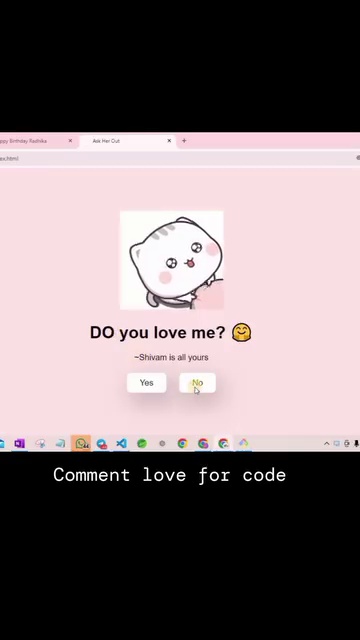 ppy Birthday Radhika
Ask Her Out
ex.html
DO you love me? 🤗
~Shivam is all yours
Yes
No
Comment love for code